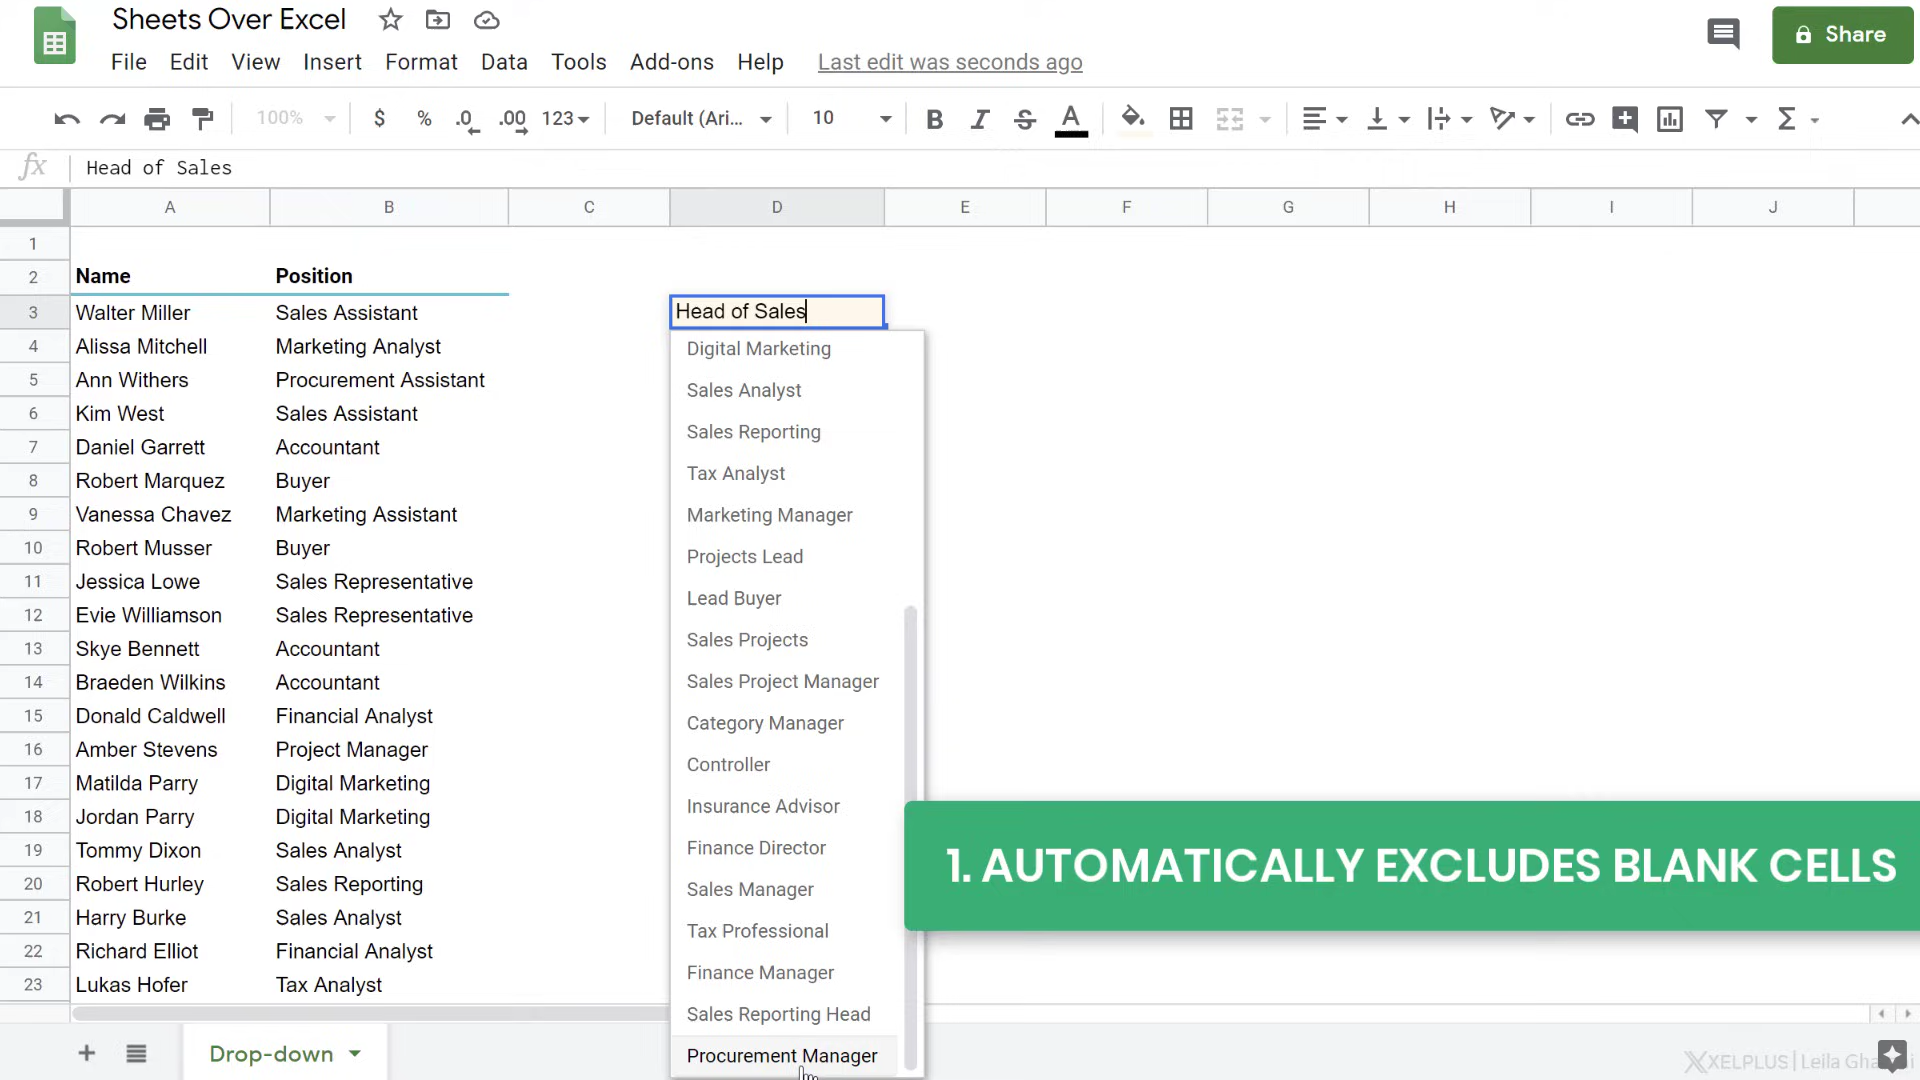 Sheets Over Excel
File Edit View Insert Format Data Tools Add-ons Help Last edit was seconds ago
Share
100% $ % .0 .00 123 Default (Ari... 10 B I S A Σ
fx Head of Sales
A B C D E F G H I J
1
2 Name Position
3 Walter Miller Sales Assistant Head of Sales
4 Alissa Mitchell Marketing Analyst
5 Ann Withers Procurement Assistant
6 Kim West Sales Assistant
7 Daniel Garrett Accountant
8 Robert Marquez Buyer
9 Vanessa Chavez Marketing Assistant
10 Robert Musser Buyer
11 Jessica Lowe Sales Representative
12 Evie Williamson Sales Representative
13 Skye Bennett Accountant
14 Braeden Wilkins Accountant
15 Donald Caldwell Financial Analyst
16 Amber Stevens Project Manager
17 Matilda Parry Digital Marketing
18 Jordan Parry Digital Marketing
19 Tommy Dixon Sales Analyst
20 Robert Hurley Sales Reporting
21 Harry Burke Sales Analyst
22 Richard Elliot Financial Analyst
23 Lukas Hofer Tax Analyst
Digital Marketing
Sales Analyst
Sales Reporting
Tax Analyst
Marketing Manager
Projects Lead
Lead Buyer
Sales Projects
Sales Project Manager
Category Manager
Controller
Insurance Advisor
Finance Director
Sales Manager
Tax Professional
Finance Manager
Sales Reporting Head
Procurement Manager
1. AUTOMATICALLY EXCLUDES BLANK CELLS
Drop-down
XELPLUS | Leila